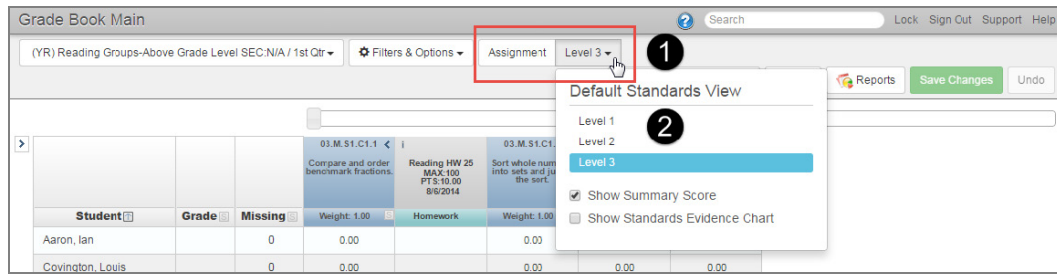 Grade Book Main
Search
Lock Sign Out Support Help
(YR) Reading Groups-Above Grade Level SEC:N/A / 1st Qtr
Filters & Options
Assignment
Level 3
1
Reports
Save Changes
Undo
Default Standards View
Level 1
2
Level 2
Level 3
Show Summary Score
Show Standards Evidence Chart
03.M.S1.C1.1
Compare and order
benchmark fractions.
Weight: 1.00
Reading HW 25
MAX:100
PTS:10.00
8/6/2014
Homework
03.M.S1.C1.
Sort whole num
into sets and ju
the sort.
Weight: 1.00
Student Grade Missing
Aaron, Ian 0 0.00 0.00
Covington, Louis 0 0.00 0.00 0.00 0.00